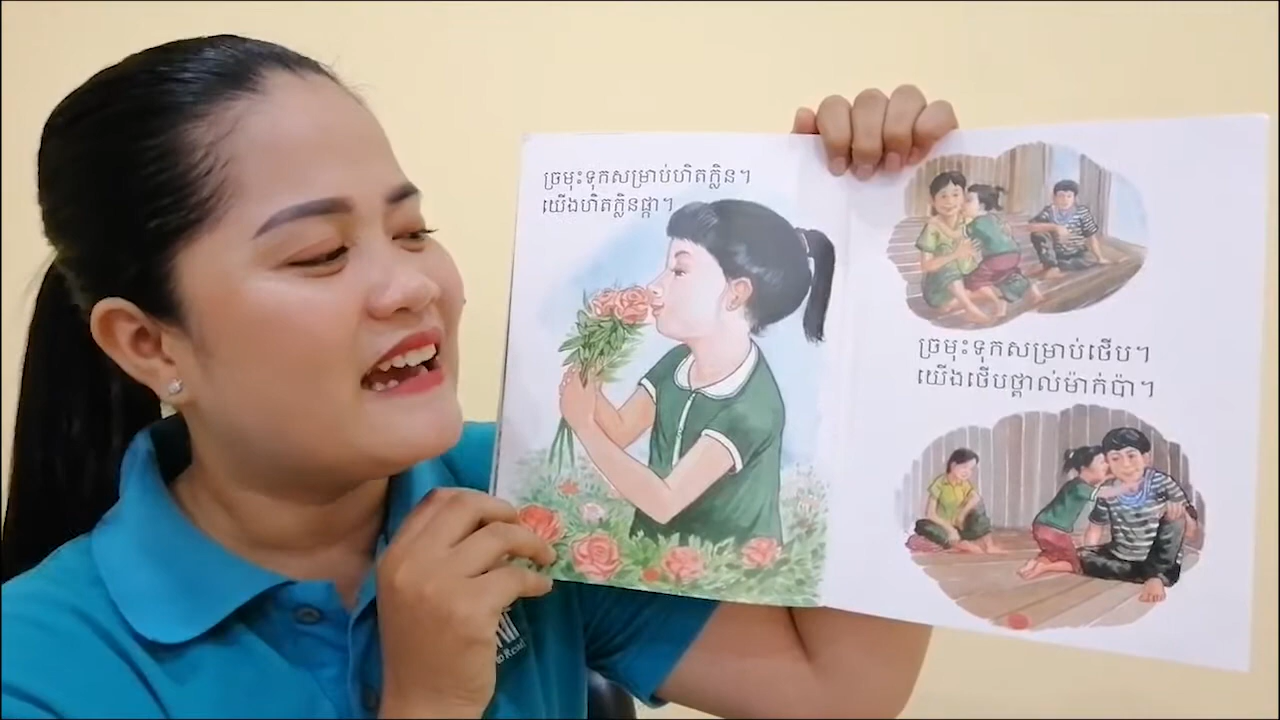 ច្រមុះទុកសម្រាប់ហិតក្លិន។
យើងហិតក្លិនផ្កា។
ច្រមុះទុកសម្រាប់ថើប។
យើងថើបថ្ពាល់ម៉ាក់ប៉ា។
to Read